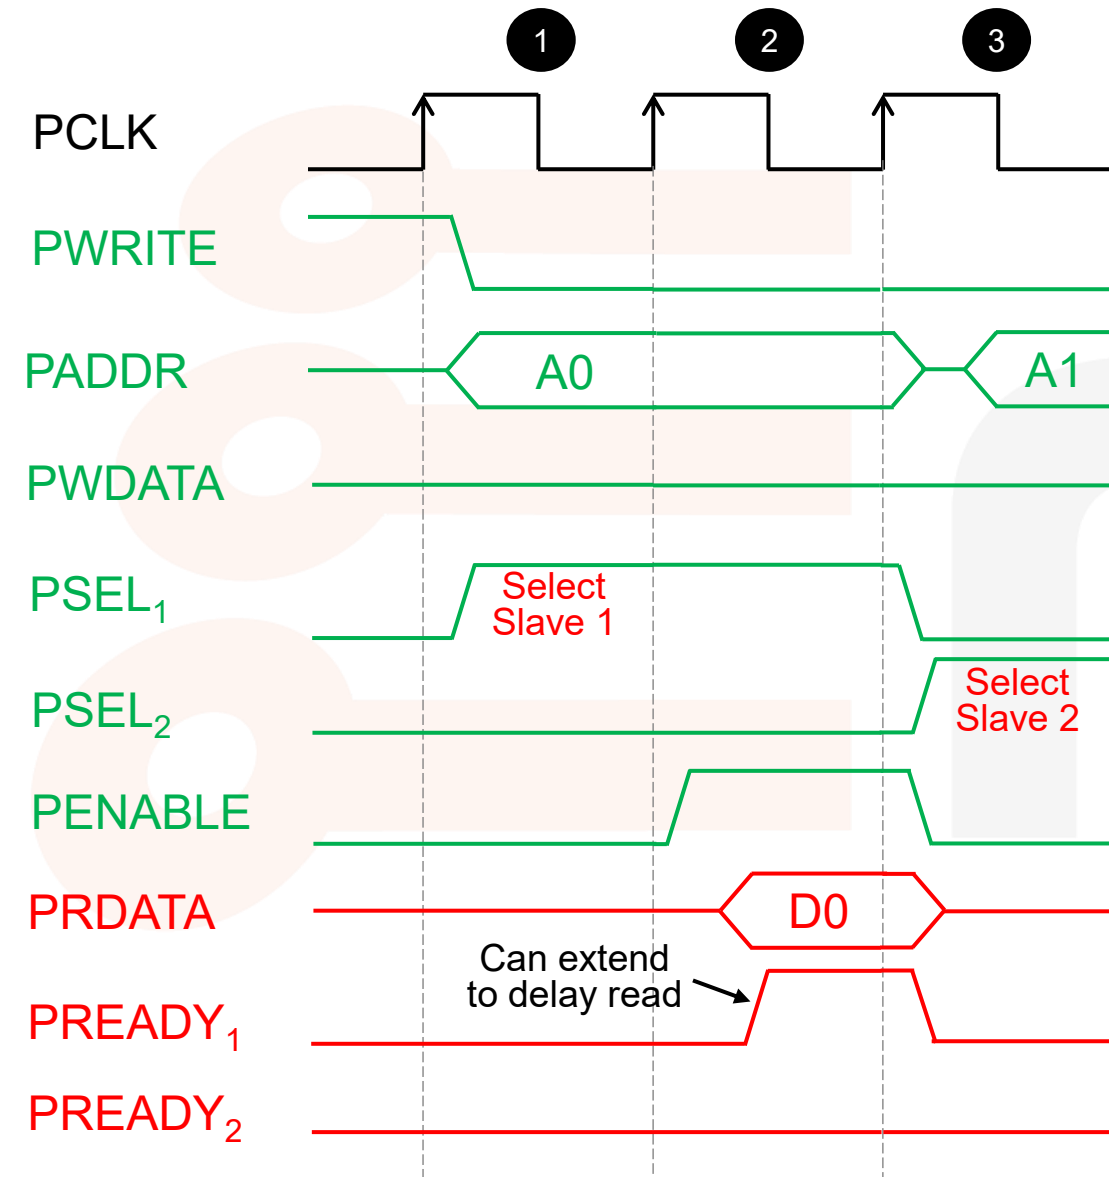 1 2 3
PCLK
PWRITE
PADDR A0 A1
PWDATA
PSEL1 Select
Slave 1
PSEL2 Select
Slave 2
PENABLE
PRDATA D0
Can extend
to delay read
PREADY1
PREADY2